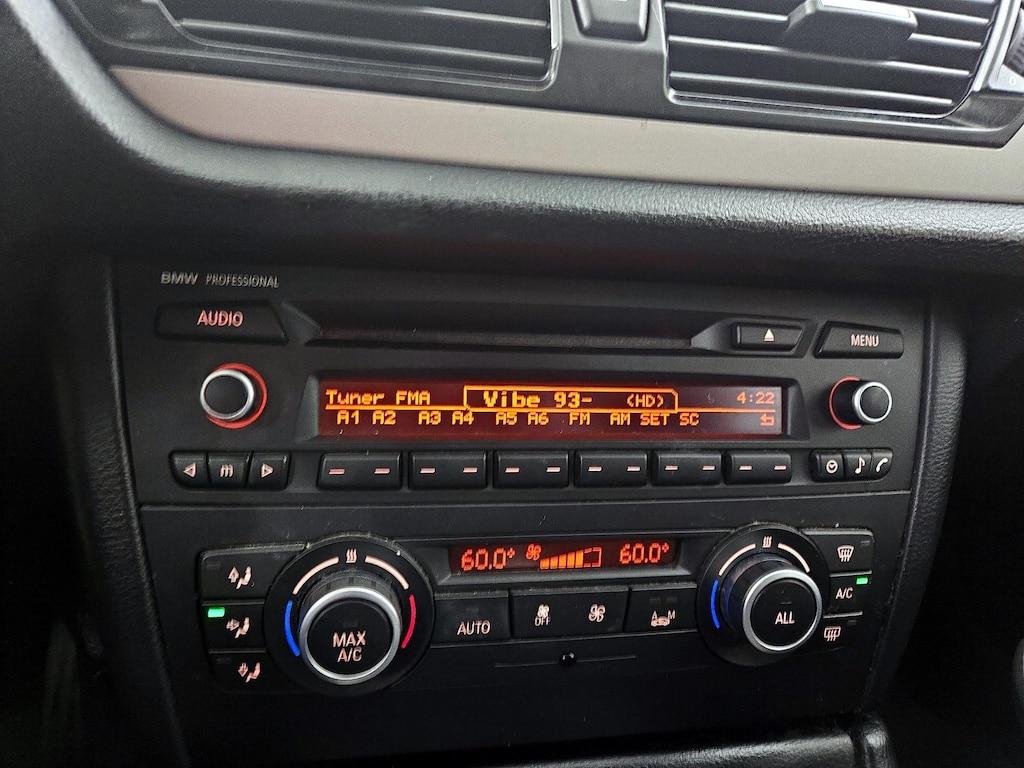 BMW PROFESSIONAL
AUDIO
MENU
Tuner FMA Vibe 93- (HD) 4:22
A1 A2 A3 A4 A5 A6 FM AM SET SC
60.0° 60.0°
MAX
A/C
AUTO
OFF
A M
ALL
A/C